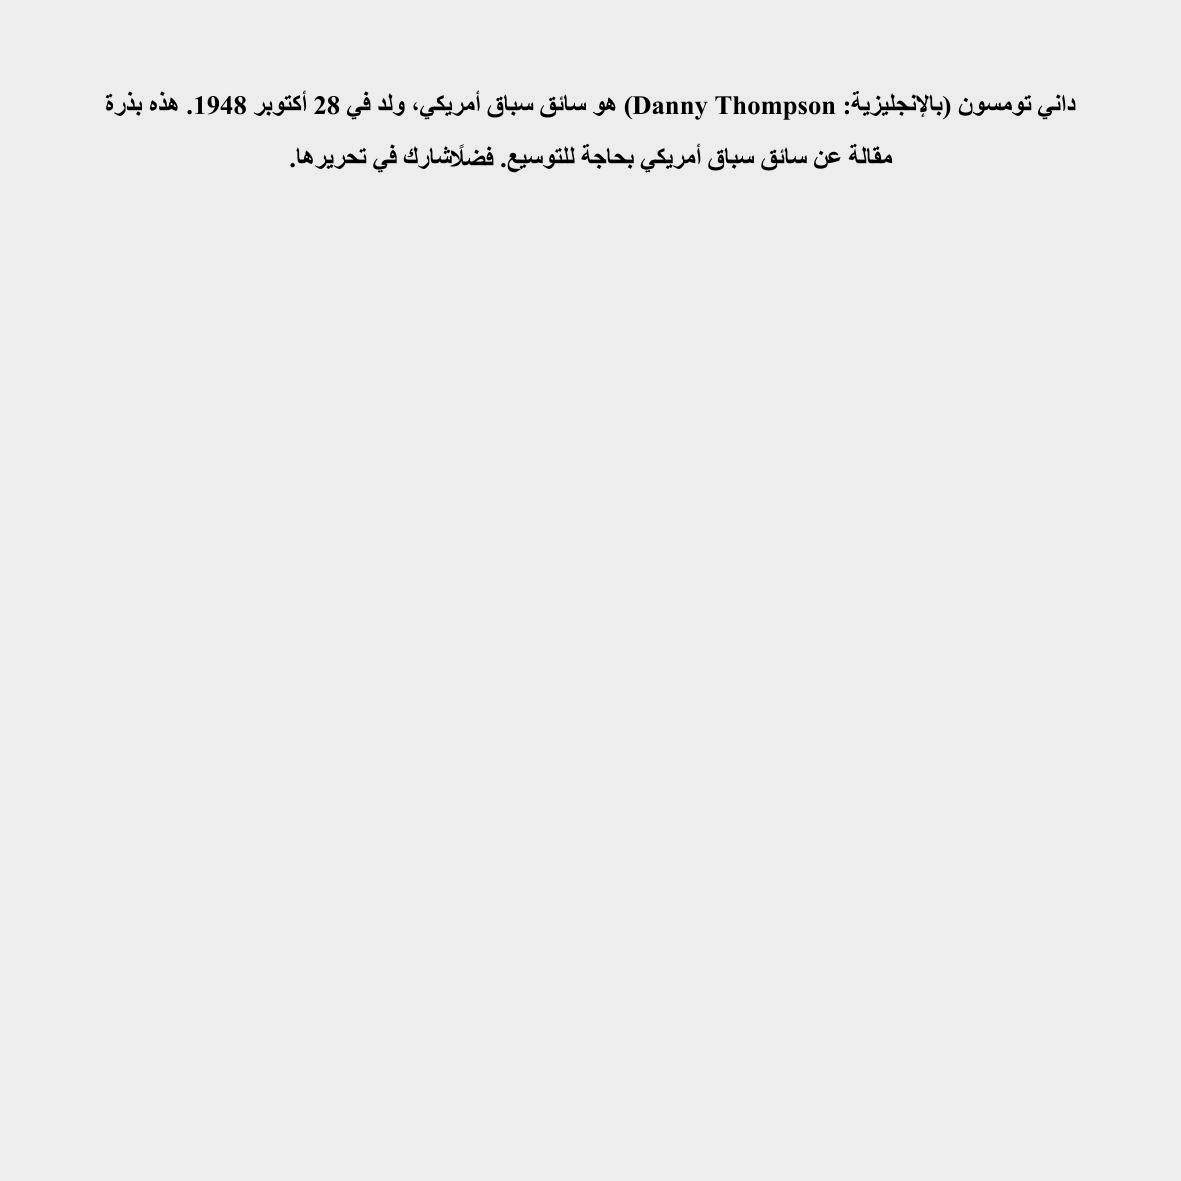 داني تومسون (بالإنجليزية: Danny Thompson) هو سائق سباق أمريكي، ولد في 28 أكتوبر 1948. هذه بذرة
مقالة عن سائق سباق أمريكي بحاجة للتوسيع. فضلًاشارك في تحريرها.